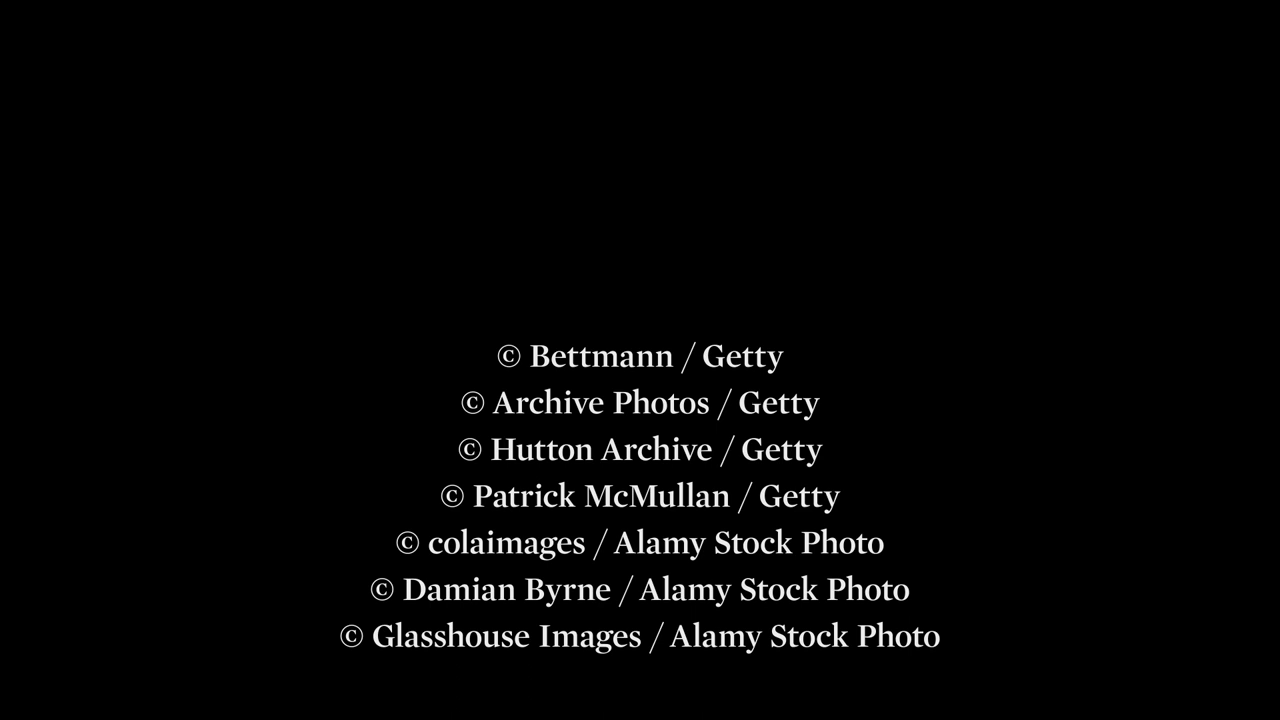 © Bettmann / Getty
© Archive Photos / Getty
© Hutton Archive / Getty
© Patrick McMullan / Getty
© colaimages / Alamy Stock Photo
© Damian Byrne / Alamy Stock Photo
© Glasshouse Images / Alamy Stock Photo